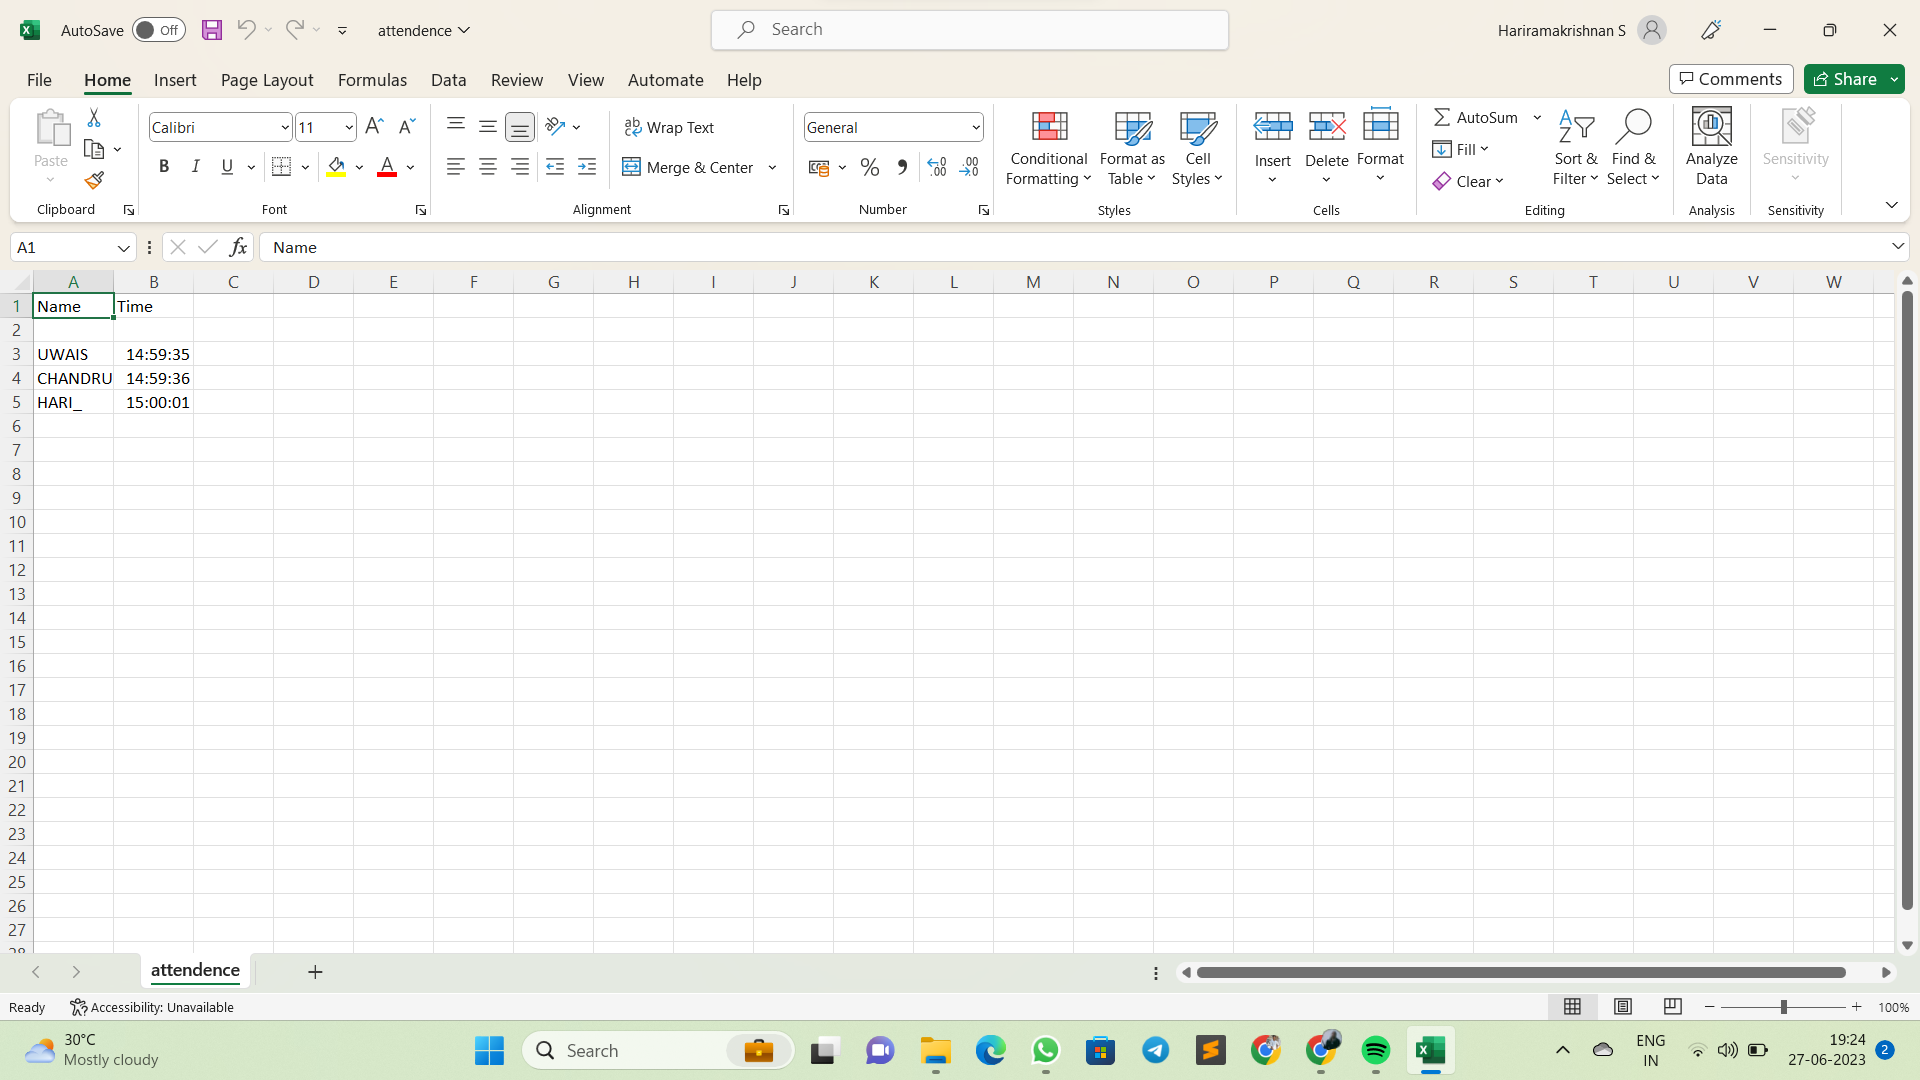 AutoSave Off attendence Search Hariramakrishnan S
File Home Insert Page Layout Formulas Data Review View Automate Help Comments Share
Paste
Clipboard
Calibri 11
B I U A
Font
Wrap Text
Merge & Center
Alignment
General
%
Number
Conditional Formatting
Format as Table
Cell Styles
Styles
Insert Delete Format
Cells
AutoSum
Fill
Clear
Sort & Filter
Find & Select
Editing
Analyze Data
Analysis
Sensitivity
Sensitivity
A1 fx Name
A B C D E F G H I J K L M N O P Q R S T U V W
1 Name Time
2
3 UWAIS 14:59:35
4 CHANDRU 14:59:36
5 HARI_ 15:00:01
6
7
8
9
10
11
12
13
14
15
16
17
18
19
20
21
22
23
24
25
26
27
28
attendence
Ready Accessibility: Unavailable 100%
30°C
Mostly cloudy
Search
ENG
IN
19:24
27-06-2023
2